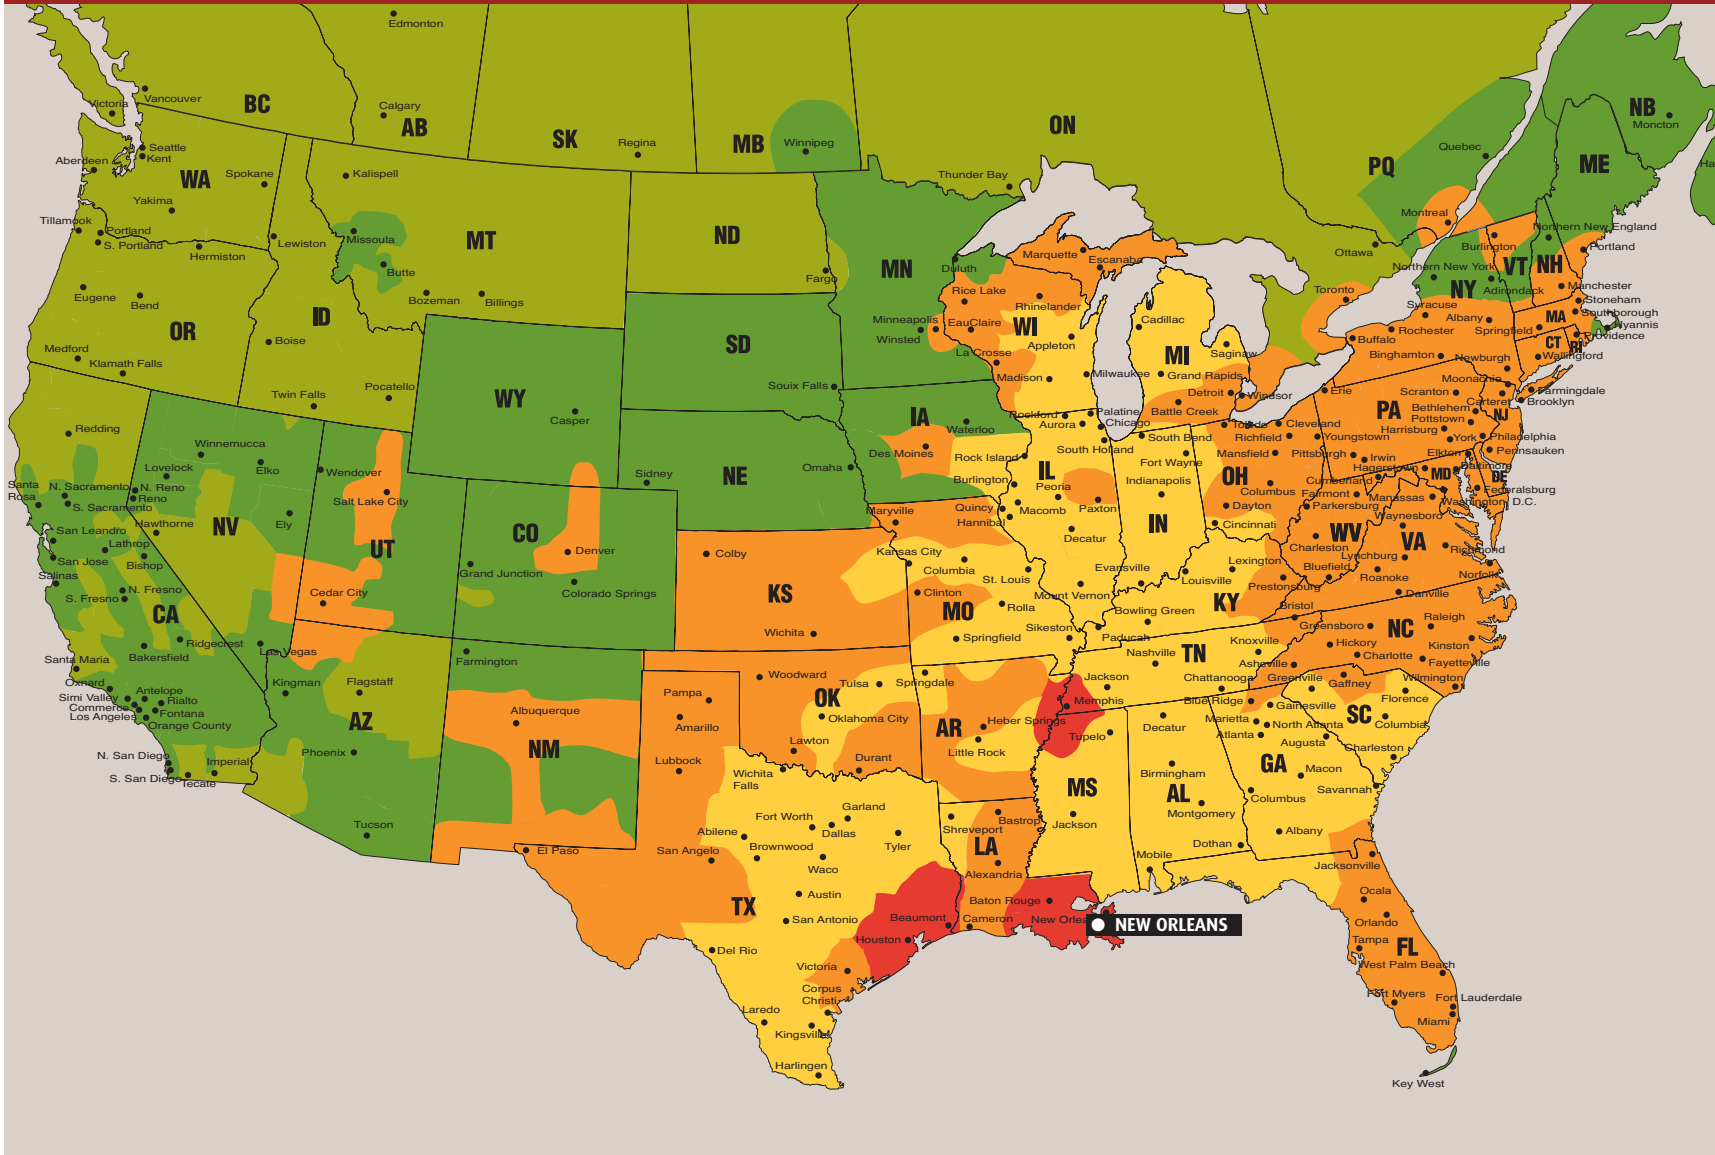 Edmonton
Vancouver
Victoria
BC
Calgary
AB
SK
Regina
MB
Winnipeg
ON
PQ
Quebec
NB
Moncton
ME
Ha
Seattle
Kent
Aberdeen
WA
Spokane
Yakima
Kalispell
Tillamook
Portland
S. Portland
Hermiston
Lewiston
Missoula
MT
Butte
Bozeman
Billings
ND
Fargo
MN
Duluth
Thunder Bay
Marquette
Escanaba
Montreal
Ottawa
Northern New England
Burlington
Portland
Northern New York
VT
NH
NY
Adirondack
Manchester
Toronto
Syracuse
Stoneham
Southborough
Hyannis
Albany
MA
Springfield
Providence
Rochester
Buffalo
CT
RI
Wallingford
Binghamton
Newburgh
Eugene
Bend
OR
ID
Boise
Medford
Klamath Falls
Twin Falls
Pocatello
WY
Casper
SD
Souix Falls
Minneapolis
Winsted
Rice Lake
Rhinelander
EauClaire
WI
Appleton
La Crosse
Madison
Milwaukee
Cadillac
MI
Saginaw
Grand Rapids
Detroit
Windsor
Battle Creek
Erie
Moonachie
Scranton
Farmingdale
Carteret
Brooklyn
PA
Bethlehem
NJ
Pottstown
Harrisburg
York
Philadelphia
Pennsauken
Redding
Winnemucca
Lovelock
Elko
N. Reno
Reno
Santa
Rosa
N. Sacramento
S. Sacramento
Hawthorne
NV
Ely
Wendover
Salt Lake City
UT
San Leandro
Lathrop
San Jose
Bishop
Salinas
N. Fresno
S. Fresno
CA
Cedar City
Ridgecrest
Bakersfield
Las Vegas
Santa Maria
Oxnard
Simi Valley
Antelope
Commerce
Rialto
Los Angeles
Fontana
Orange County
N. San Diego
S. San Diego
Tecate
Imperial
Kingman
Flagstaff
AZ
Phoenix
Tucson
CO
Denver
Grand Junction
Colorado Springs
Farmington
Albuquerque
NM
NE
Sidney
Omaha
IA
Waterloo
Des Moines
Rockford
Palatine
Aurora
Chicago
South Holland
Rock Island
IL
Burlington
Peoria
Macomb
Paxton
Quincy
Hannibal
Decatur
South Bend
Fort Wayne
Indianapolis
IN
Toledo
Cleveland
Richfield
Youngstown
Mansfield
Pittsburgh
Irwin
OH
Columbus
Dayton
Cincinnati
Hagerstown
Elkton
Baltimore
MD
DE
Cumberland
Federalsburg
Fairmont
Manassas
Washington D.C.
Parkersburg
WV
Waynesboro
VA
Charleston
Lynchburg
Richmond
Bluefield
Roanoke
Norfolk
Danville
Maryville
Kansas City
Columbia
St. Louis
Colby
KS
Wichita
Clinton
MO
Rolla
Springfield
Sikeston
Mount Vernon
Evansville
Louisville
Lexington
Prestonsburg
KY
Bowling Green
Paducah
Bristol
Greensboro
Raleigh
NC
Hickory
Kinston
Charlotte
Fayetteville
Wilmington
Knoxville
Asheville
Nashville
TN
Chattanooga
Jackson
Memphis
Greenville
Gaffney
SC
Florence
Columbia
Charleston
Blue Ridge
Gainesville
Marietta
North Atlanta
Atlanta
Augusta
GA
Macon
Columbus
Savannah
Albany
Dothan
Woodward
Tulsa
OK
Oklahoma City
Lawton
Durant
Springdale
AR
Heber Springs
Little Rock
Pampa
Amarillo
Lubbock
Wichita
Falls
Garland
Fort Worth
Dallas
Abilene
Brownwood
Tyler
Waco
San Angelo
El Paso
TX
Austin
San Antonio
Del Rio
Houston
Beaumont
Victoria
Corpus
Christi
Laredo
Kingsville
Harlingen
Shreveport
Bastrop
LA
Alexandria
Baton Rouge
Cameron
New Orlea
NEW ORLEANS
Tupelo
MS
Jackson
Decatur
Birmingham
AL
Montgomery
Mobile
Jacksonville
Ocala
Orlando
Tampa
FL
West Palm Beach
Fort Myers
Fort Lauderdale
Miami
Key West